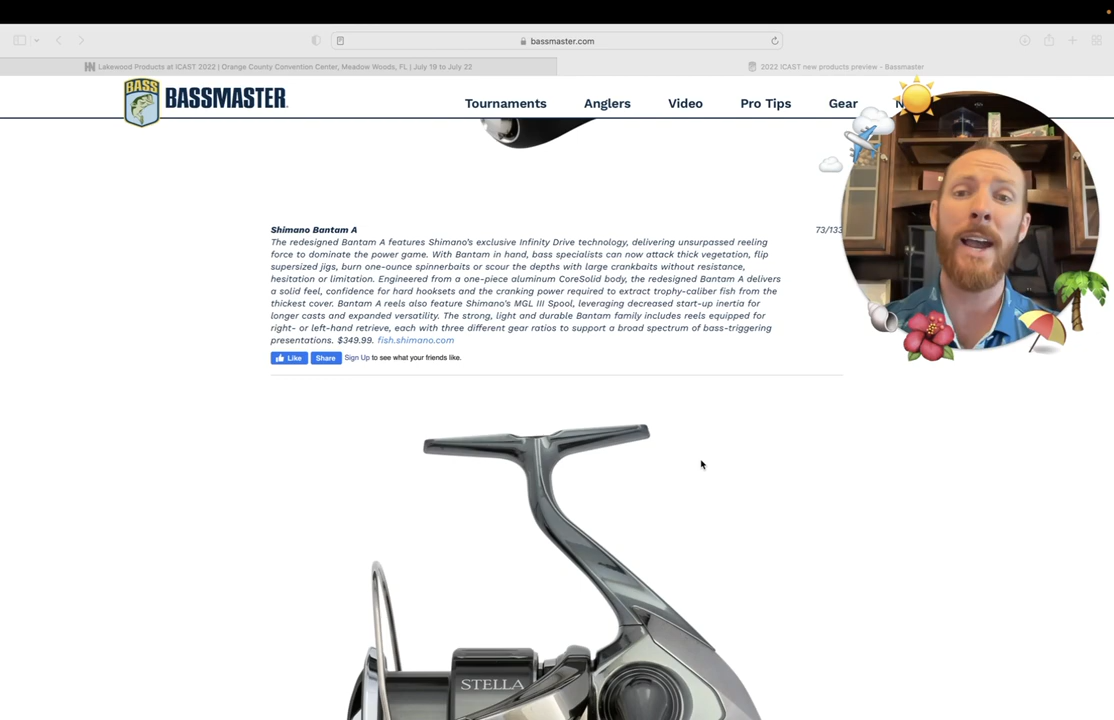 bassmaster.com
Lakewood Products at ICAST 2022 | Orange County Convention Center, Meadow Woods, FL | July 19 to July 22
2022 ICAST new products preview - Bassmaster
BASS
BASSMASTER
Tournaments Anglers Video Pro Tips Gear N
Shimano Bantam A
73/133
The redesigned Bantam A features Shimano's exclusive Infinity Drive technology, delivering unsurpassed reeling
force to dominate the power game. With Bantam in hand, bass specialists can now attack thick vegetation, flip
supersized jigs, burn one-ounce spinnerbaits or scour the depths with large crankbaits without resistance,
hesitation or limitation. Engineered from a one-piece aluminum CoreSolid body, the redesigned Bantam A delivers
a solid feel, confidence for hard hooksets and the cranking power required to extract trophy-caliber fish from the
thickest cover. Bantam A reels also feature Shimano's MGL III Spool, leveraging decreased start-up inertia for
longer casts and expanded versatility. The strong, light and durable Bantam family includes reels equipped for
right- or left-hand retrieve, each with three different gear ratios to support a broad spectrum of bass-triggering
presentations. $349.99. fish.shimano.com
Like Share Sign Up to see what your friends like.
STELLA